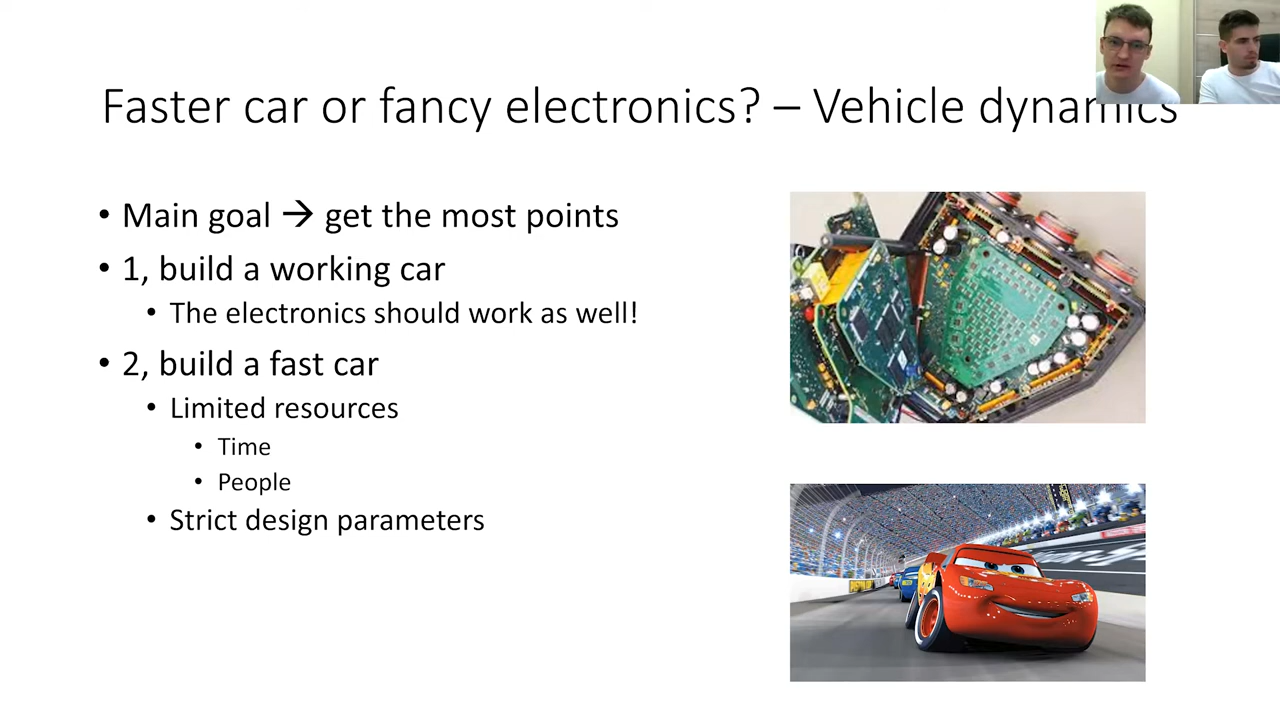 Faster car or fancy electronics? – Vehicle dynamics
• Main goal → get the most points
• 1, build a working car
• The electronics should work as well!
• 2, build a fast car
• Limited resources
• Time
• People
• Strict design parameters